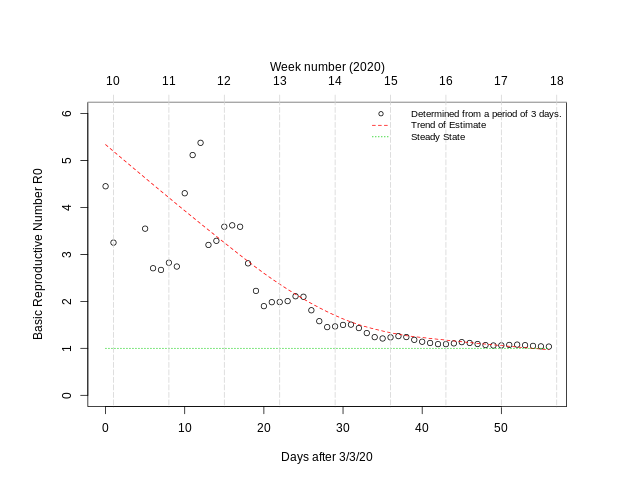 Week number (2020)
10 11 12 13 14 15 16 17 18
Determined from a period of 3 days.
Trend of Estimate
Steady State
Basic Reproductive Number R0
6
5
4
3
2
1
0
0 10 20 30 40 50
Days after 3/3/20